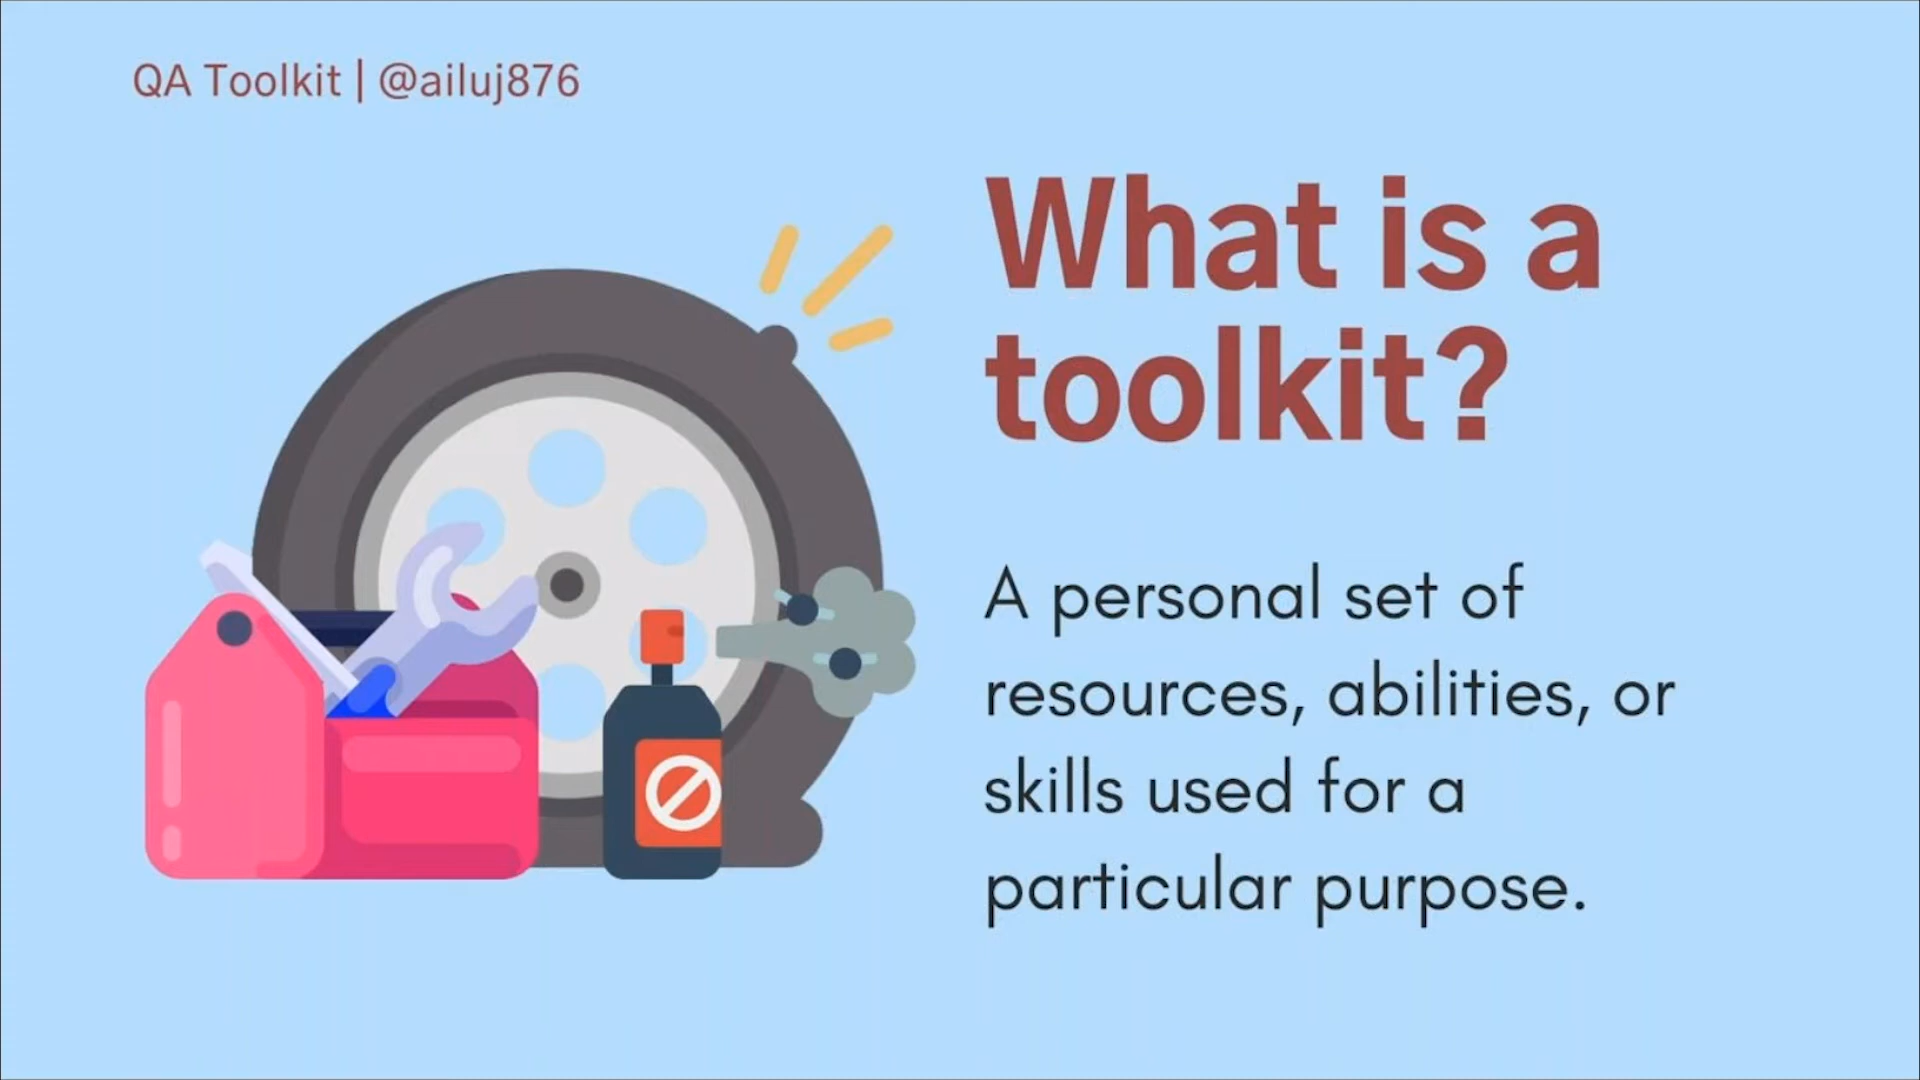 QA Toolkit | @ailuj876
What is a
toolkit?
A personal set of
resources, abilities, or
skills used for a
particular purpose.